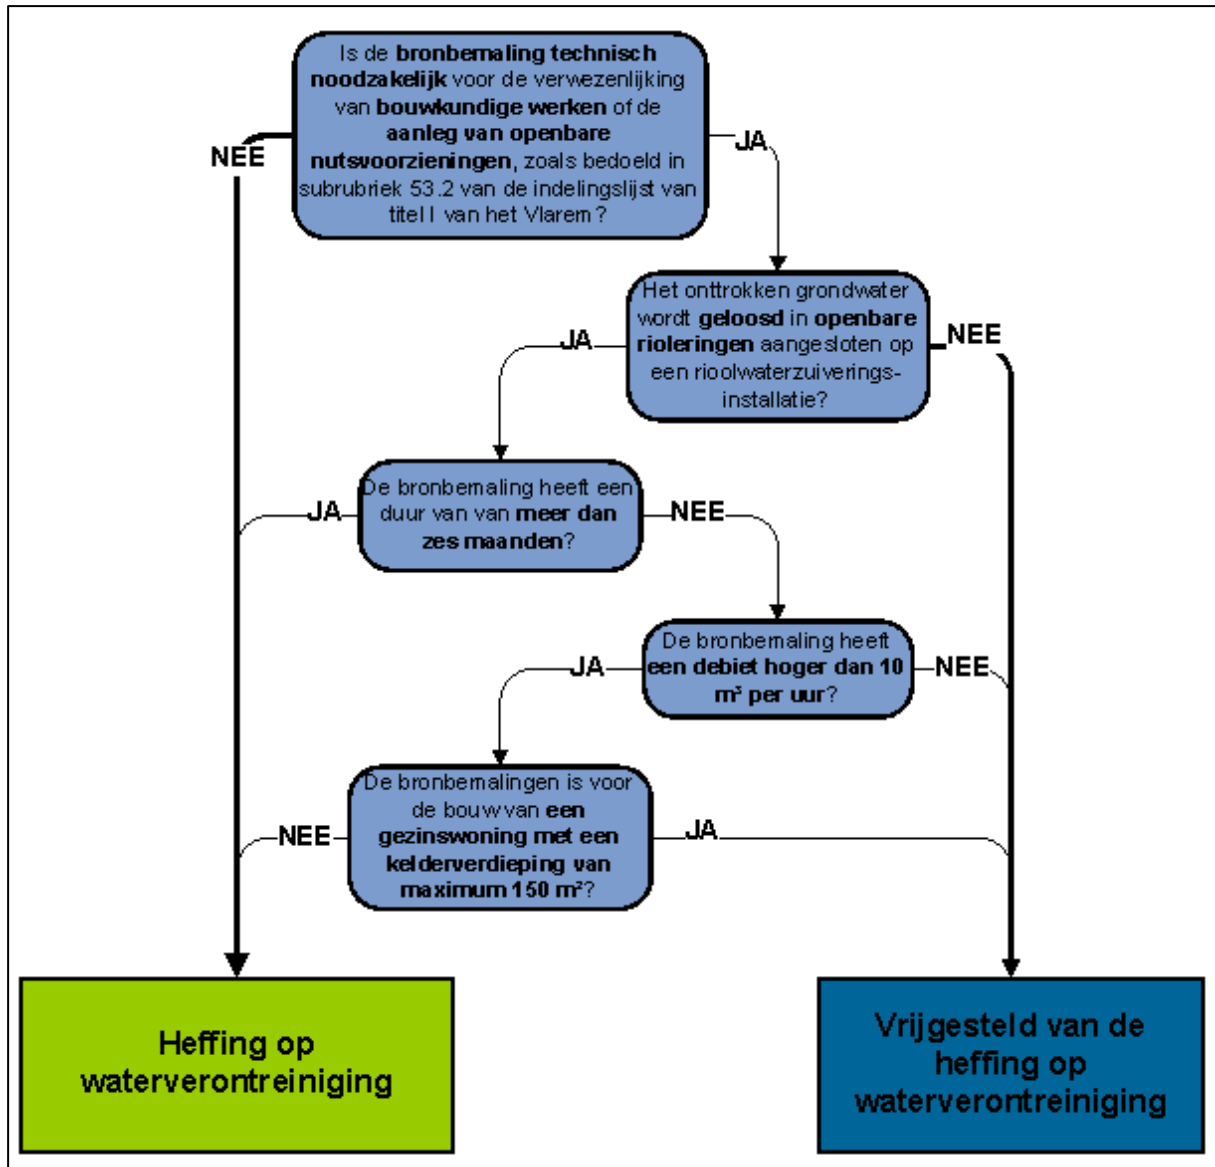 Is de bronbemaling technisch
noodzakelijk voor de verwezenlijking
van bouwkundige werken of de
aanleg van openbare
nutsvoorzieningen, zoals bedoeld in
subrubriek 53.2 van de indelingslijst van
titel I van het Vlarem?
NEE
JA
Het onttrokken grondwater
wordt geloosd in openbare
rioleringen aangesloten op
een rioolwaterzuiverings-
installatie?
JA
NEE
De bronbemaling heeft een
duur van van meer dan
zes maanden?
JA
NEE
De bronbemaling heeft
een debiet hoger dan 10
m³ per uur?
JA
NEE
De bronbemalingen is voor
de bouw van een
gezinswoning met een
kelderverdieping van
maximum 150 m²?
NEE
JA
Heffing op
waterverontreiniging
Vrijgesteld van de
heffing op
waterverontreiniging